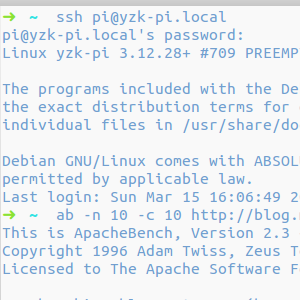 ➜ ~ ssh pi@yzk-pi.local
pi@yzk-pi.local's password:
Linux yzk-pi 3.12.28+ #709 PREEMP
The programs included with the De
the exact distribution terms for
individual files in /usr/share/do
Debian GNU/Linux comes with ABSOL
permitted by applicable law.
Last login: Sun Mar 15 16:06:49 2
➜ ~ ab -n 10 -c 10 http://blog.
This is ApacheBench, Version 2.3
Copyright 1996 Adam Twiss, Zeus T
Licensed to The Apache Software F